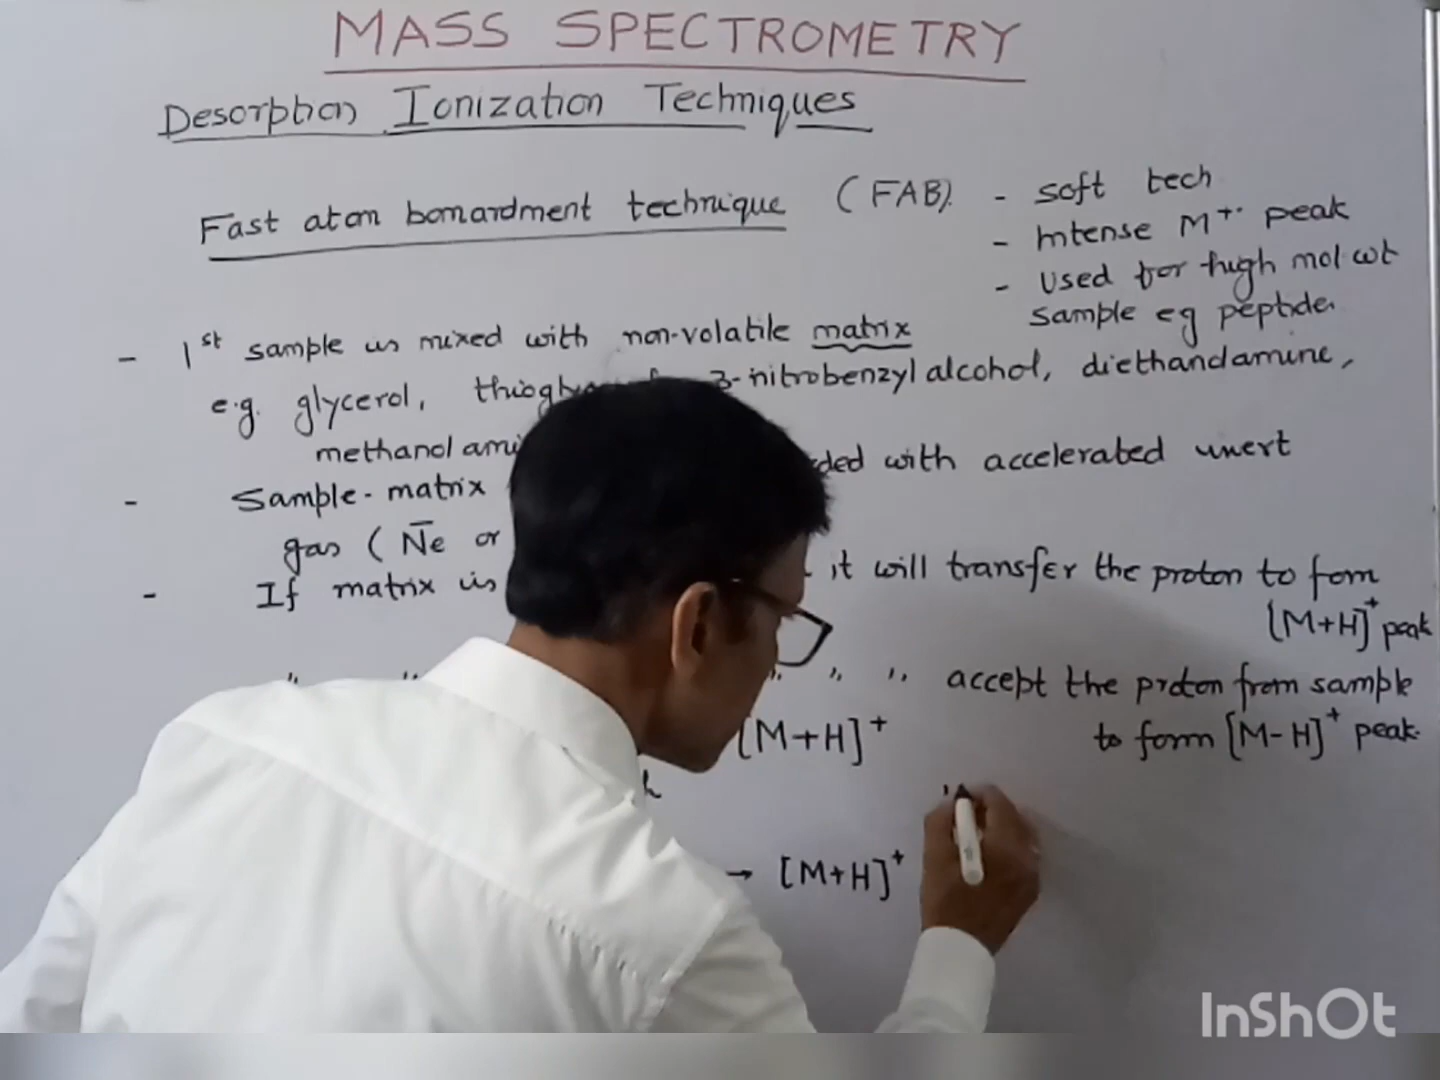 MASS SPECTROMETRY
Desorption Ionization Techniques
Fast atom bomardment technique (FAB)
- soft tech
- Intense M+· peak
- Used for high mol wt
sample eg peptide
- 1st sample is mixed with non-volatile matrix
e.g. glycerol, 3-nitrobenzyl alcohol, diethandamine,
methanol
- Sample-matrix with accelerated inert
gas (Ne or
- If matrix is it will transfer the proton to form
[M+H]+ peak
" " " " " accept the proton from sample
to form [M-H]+ peak.
[M+H]+
→ [M+H]+
InShOt